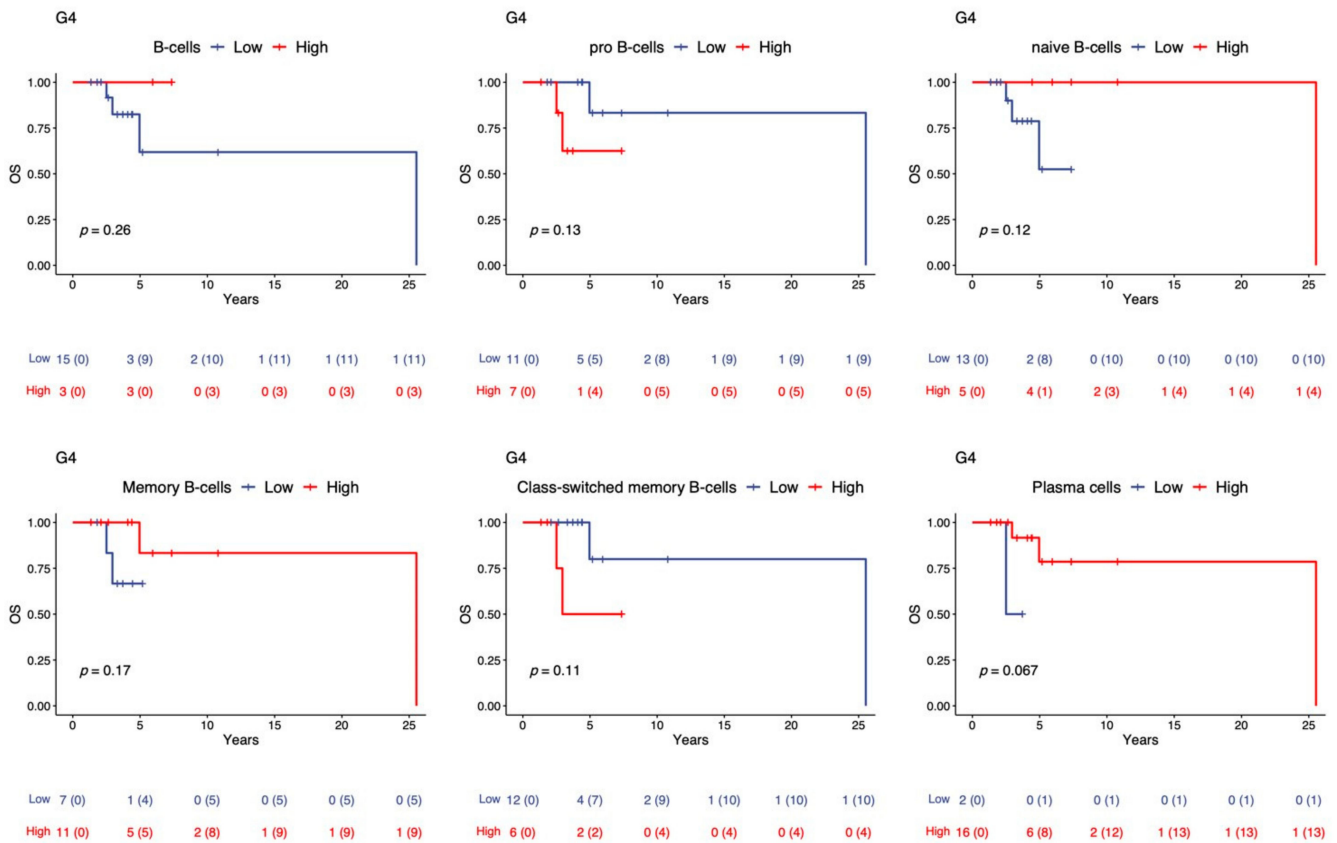 G4
B-cells Low High
1.00
0.75
0.50
0.25
0.00
OS
p = 0.26
0 5 10 15 20 25
Years
Low 15 (0) 3 (9) 2 (10) 1 (11) 1 (11) 1 (11)
High 3 (0) 3 (0) 0 (3) 0 (3) 0 (3) 0 (3)
G4
pro B-cells Low High
1.00
0.75
0.50
0.25
0.00
OS
p = 0.13
0 5 10 15 20 25
Years
Low 11 (0) 5 (5) 2 (8) 1 (9) 1 (9) 1 (9)
High 7 (0) 1 (4) 0 (5) 0 (5) 0 (5) 0 (5)
G4
naive B-cells Low High
1.00
0.75
0.50
0.25
0.00
OS
p = 0.12
0 5 10 15 20 25
Years
Low 13 (0) 2 (8) 0 (10) 0 (10) 0 (10) 0 (10)
High 5 (0) 4 (1) 2 (3) 1 (4) 1 (4) 1 (4)
G4
Memory B-cells Low High
1.00
0.75
0.50
0.25
0.00
OS
p = 0.17
0 5 10 15 20 25
Years
Low 7 (0) 1 (4) 0 (5) 0 (5) 0 (5) 0 (5)
High 11 (0) 5 (5) 2 (8) 1 (9) 1 (9) 1 (9)
G4
Class-switched memory B-cells Low High
1.00
0.75
0.50
0.25
0.00
OS
p = 0.11
0 5 10 15 20 25
Years
Low 12 (0) 4 (7) 2 (9) 1 (10) 1 (10) 1 (10)
High 6 (0) 2 (2) 0 (4) 0 (4) 0 (4) 0 (4)
G4
Plasma cells Low High
1.00
0.75
0.50
0.25
0.00
OS
p = 0.067
0 5 10 15 20 25
Years
Low 2 (0) 0 (1) 0 (1) 0 (1) 0 (1) 0 (1)
High 16 (0) 6 (8) 2 (12) 1 (13) 1 (13) 1 (13)